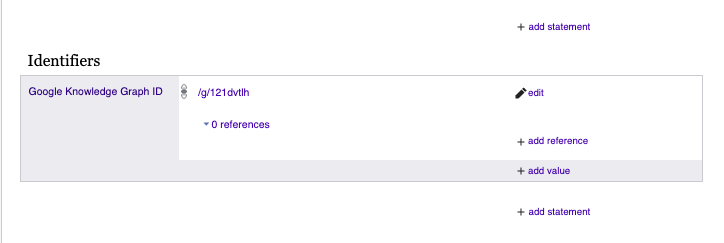 + add statement
Identifiers
Google Knowledge Graph ID
/g/121dvtlh
edit
0 references
+ add reference
+ add value
+ add statement